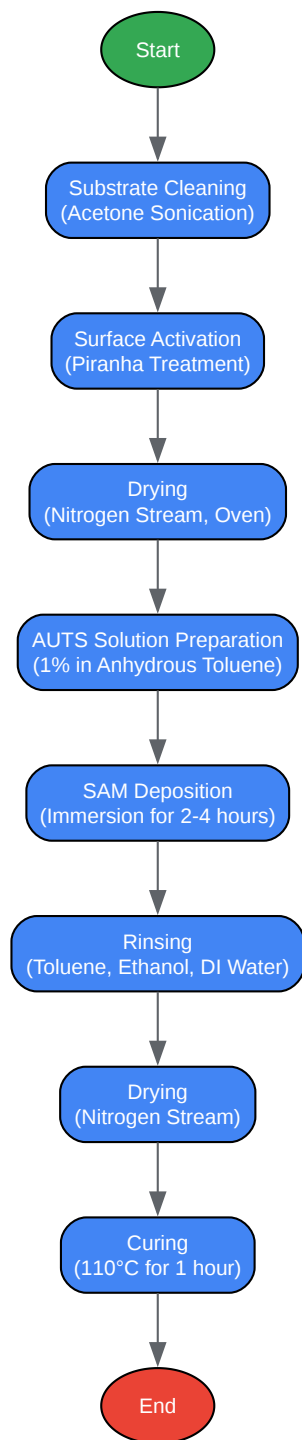 Start
Substrate Cleaning
(Acetone Sonication)
Surface Activation
(Piranha Treatment)
Drying
(Nitrogen Stream, Oven)
AUTS Solution Preparation
(1% in Anhydrous Toluene)
SAM Deposition
(Immersion for 2-4 hours)
Rinsing
(Toluene, Ethanol, DI Water)
Drying
(Nitrogen Stream)
Curing
(110°C for 1 hour)
End